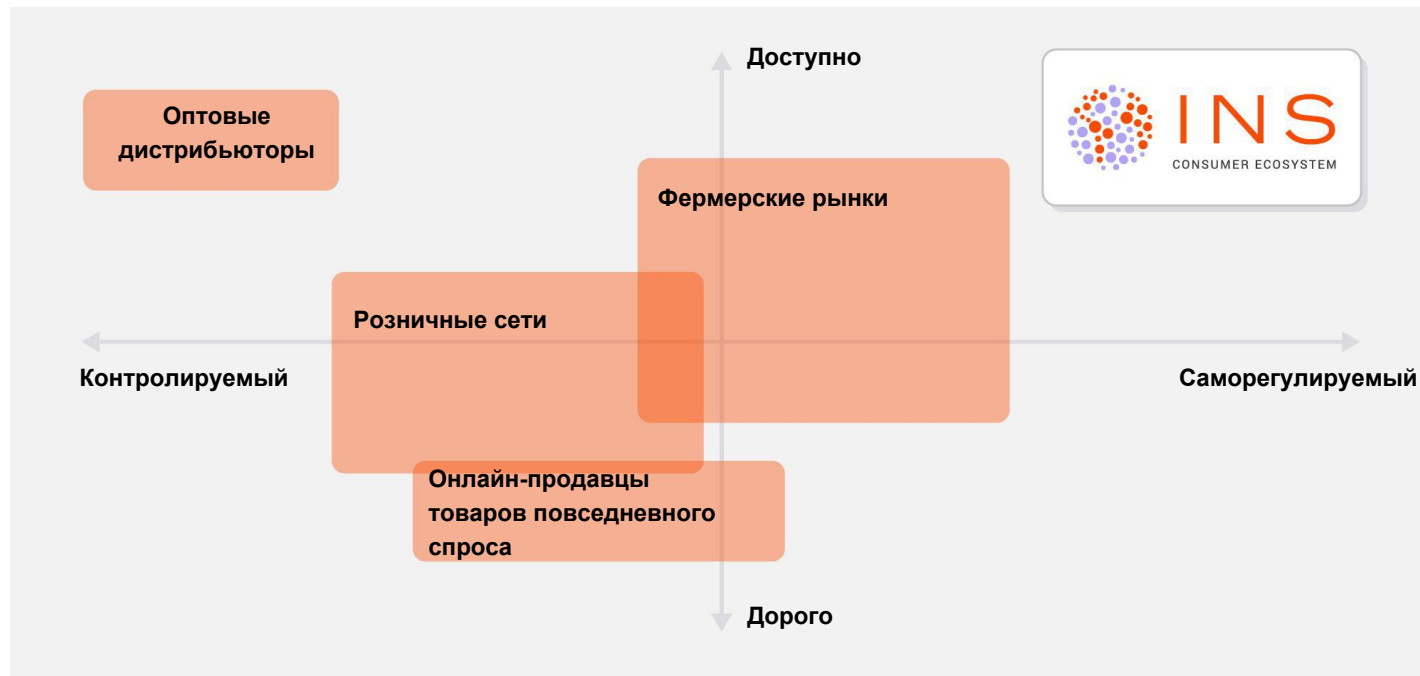 Доступно
Оптовые
дистрибьюторы
INS
CONSUMER ECOSYSTEM
Фермерские рынки
Розничные сети
Контролируемый
Саморегулируемый
Онлайн-продавцы
товаров повседневного
спроса
Дорого